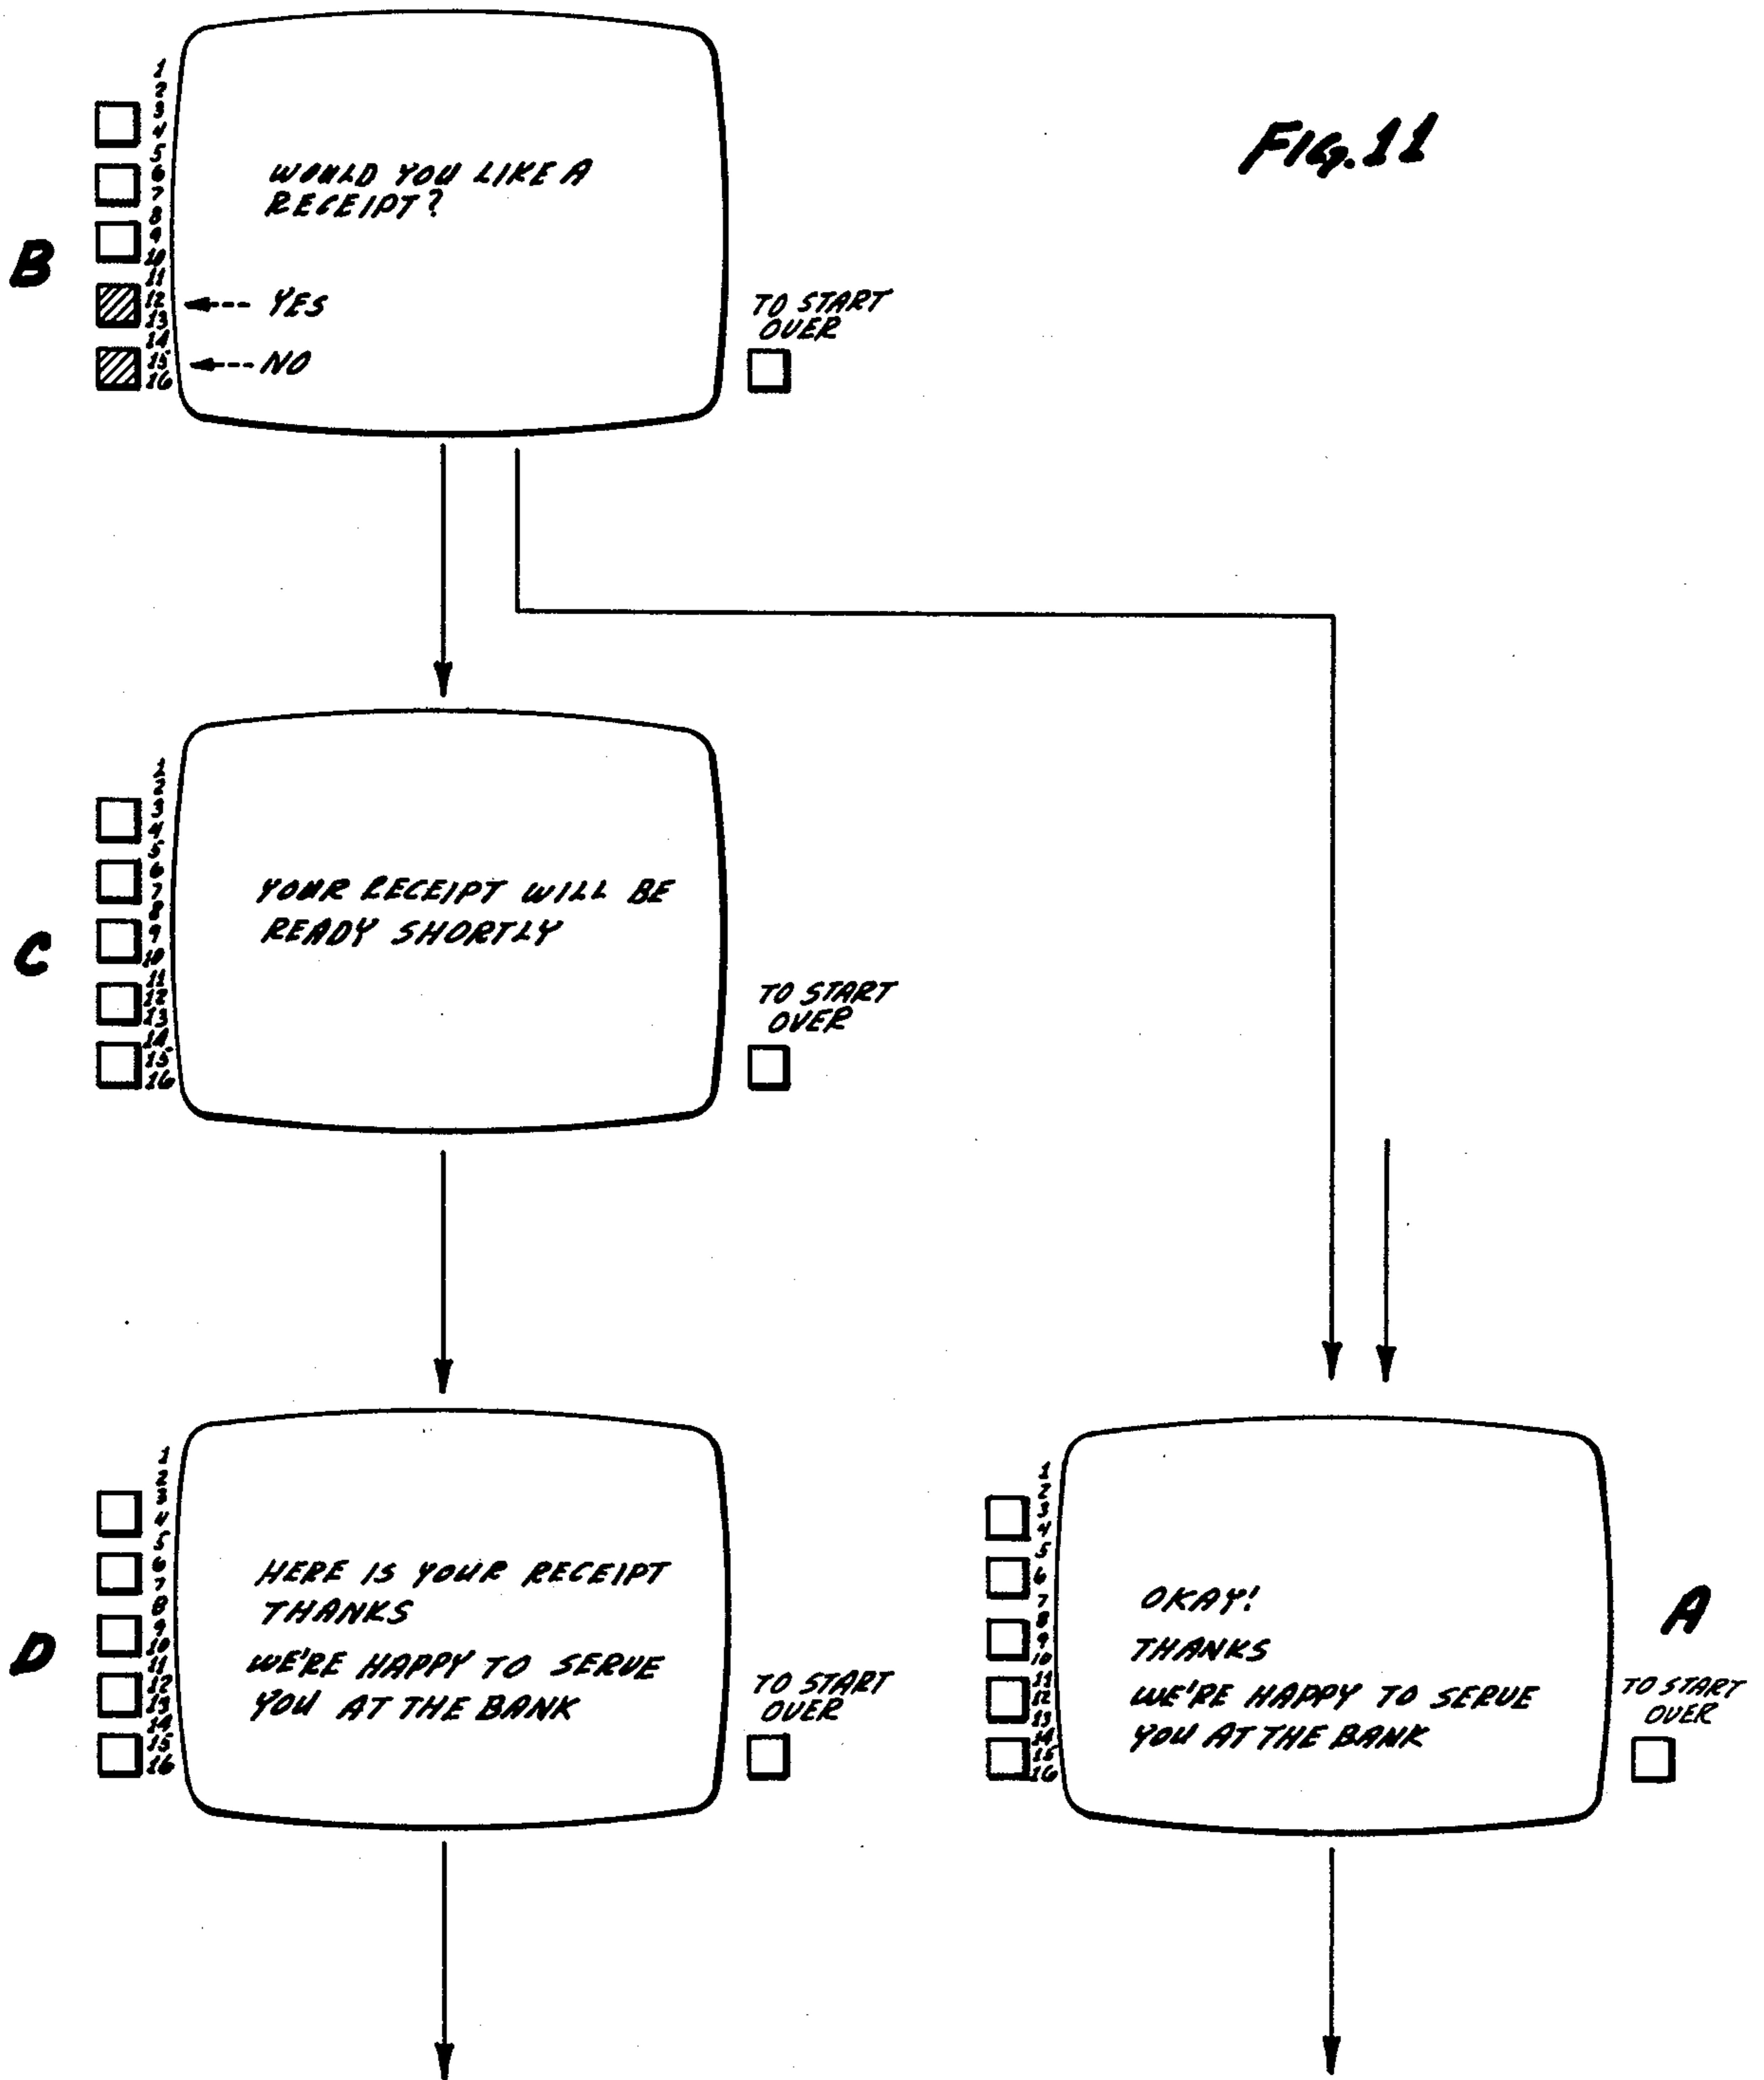 FIG. 11
B
1
2
3
4
5
6
7
8
9
10
11
12
13
14
15
16
WOULD YOU LIKE A
RECEIPT?
YES
NO
TO START
OVER
C
1
2
3
4
5
6
7
8
9
10
11
12
13
14
15
16
YOUR RECEIPT WILL BE
READY SHORTLY
TO START
OVER
D
1
2
3
4
5
6
7
8
9
10
11
12
13
14
15
16
HERE IS YOUR RECEIPT
THANKS
WE'RE HAPPY TO SERVE
YOU AT THE BANK
TO START
OVER
1
2
3
4
5
6
7
8
9
10
11
12
13
14
15
16
OKAY!
THANKS
WE'RE HAPPY TO SERVE
YOU AT THE BANK
A
TO START
OVER